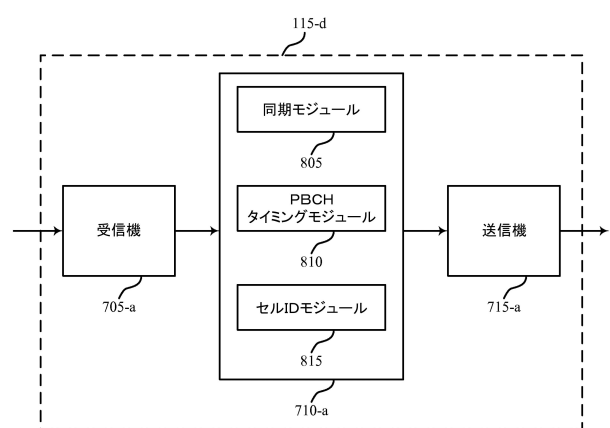 115-d
同期モジュール
805
受信機
705-a
PBCH
タイミングモジュール
810
送信機
715-a
セルIDモジュール
815
710-a